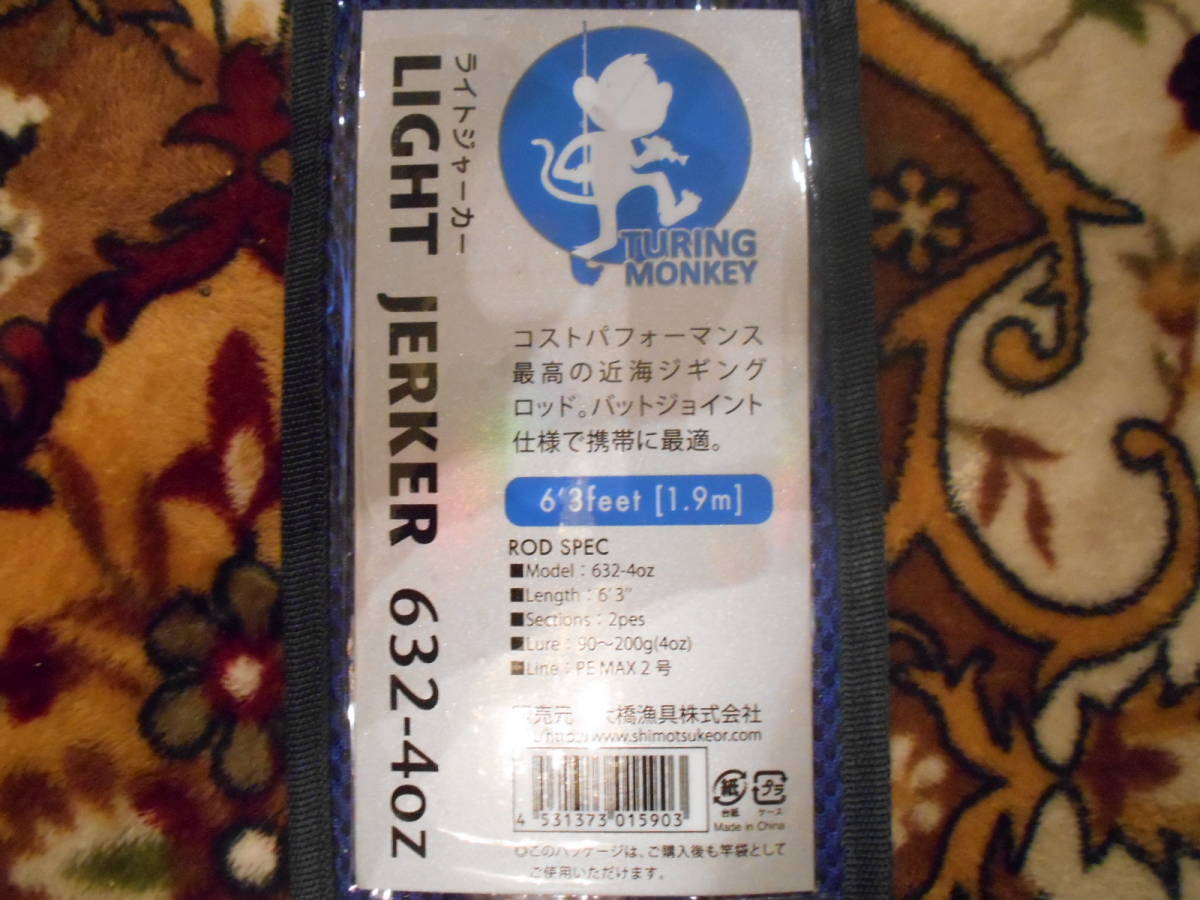 ライトジャーカー
LIGHT JERKER 632-4oz
TURING
MONKEY
コストパフォーマンス
最高の近海ジギング
ロッド。バットジョイント
仕様で携帯に最適。
6'3feet [1.9m]
ROD SPEC
■Model：632-4oz
■Length：6'3"
■Sections：2pes
■Lure：90～200g(4oz)
■Line：PE MAX 2号
売元 大橋漁具株式会社
http://www.shimotsukeor.com
4 531373 015903
紙
台紙
プラ
ケース
Made in China
このパッケージは、ご購入後も竿袋として
ご使用いただけます。